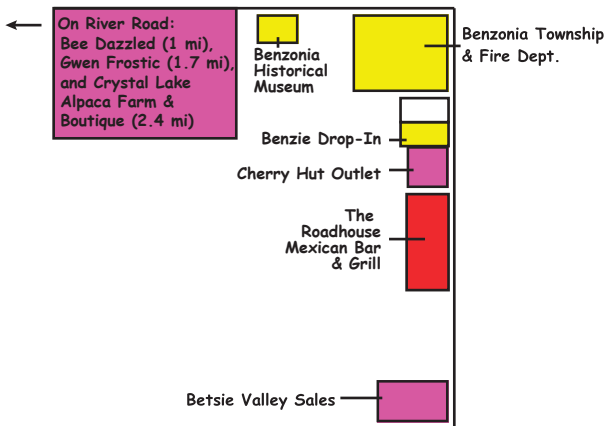 On River Road:
Bee Dazzled (1 mi),
Gwen Frostic (1.7 mi),
and Crystal Lake
Alpaca Farm &
Boutique (2.4 mi)
Benzonia
Historical
Museum
Benzonia Township
& Fire Dept.
Benzie Drop-In
Cherry Hut Outlet
The
Roadhouse
Mexican Bar
& Grill
Betsie Valley Sales